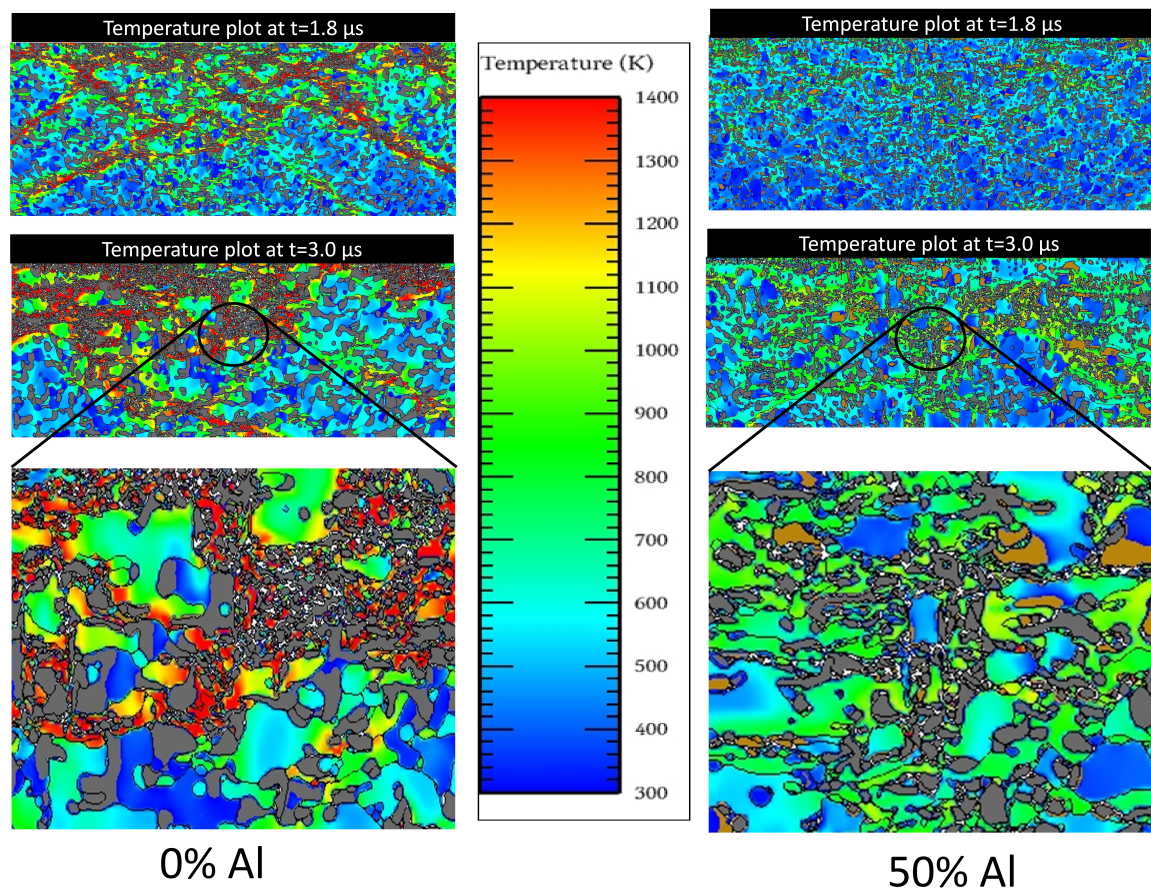 Temperature plot at t=1.8 µs
Temperature plot at t=3.0 µs
0% Al
Temperature (K)
1400
1300
1200
1100
1000
900
800
700
600
500
400
300
Temperature plot at t=1.8 µs
Temperature plot at t=3.0 µs
50% Al